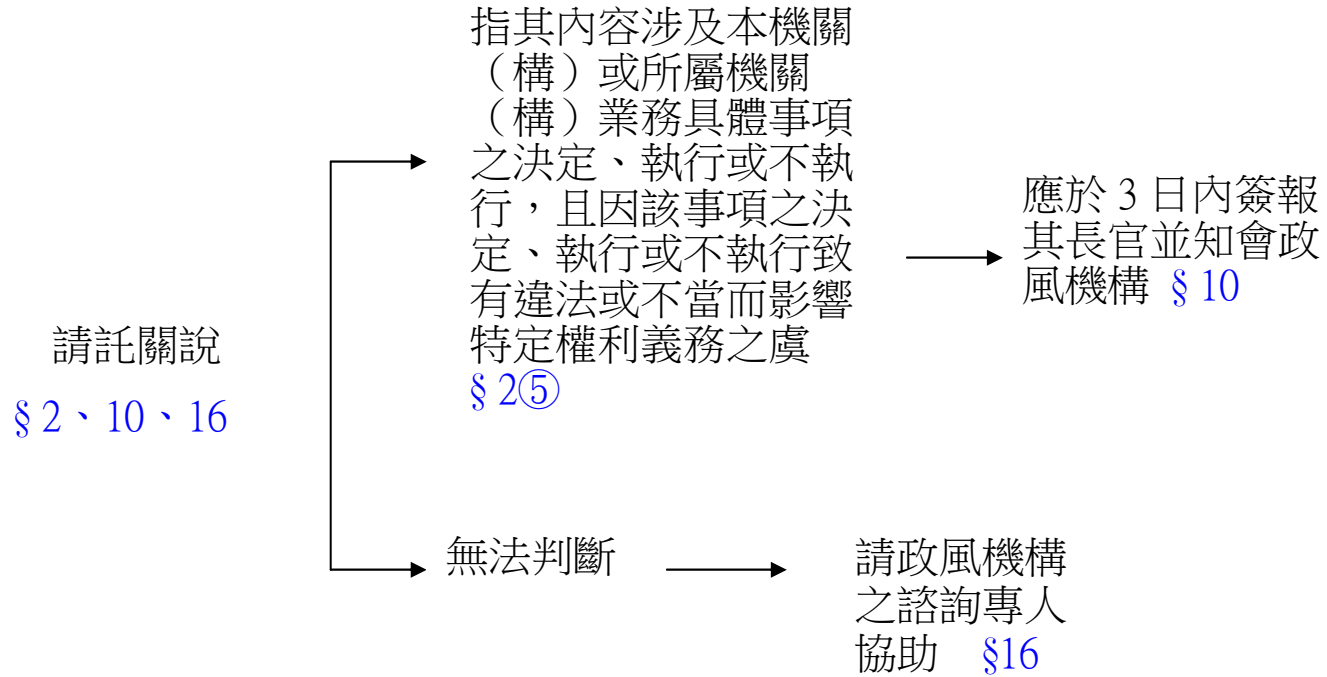 請託關說
§ 2、10、16
指其內容涉及本機關
（構）或所屬機關
（構）業務具體事項
之決定、執行或不執
行，且因該事項之決
定、執行或不執行致
有違法或不當而影響
特定權利義務之虞
§ 2⑤
應於 3 日內簽報
其長官並知會政
風機構 § 10
無法判斷
請政風機構
之諮詢專人
協助 §16